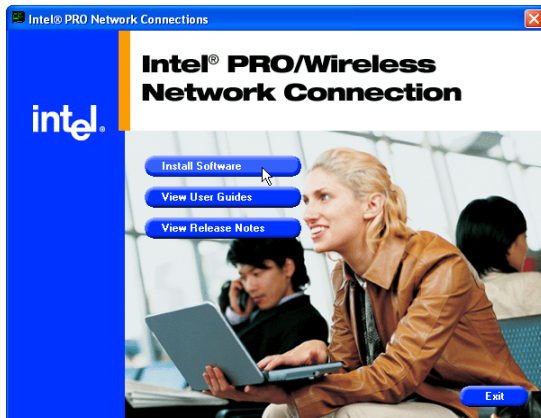 Intel® PRO Network Connections
Intel® PRO/Wireless
Network Connection
intel®
Install Software
View User Guides
View Release Notes
Exit